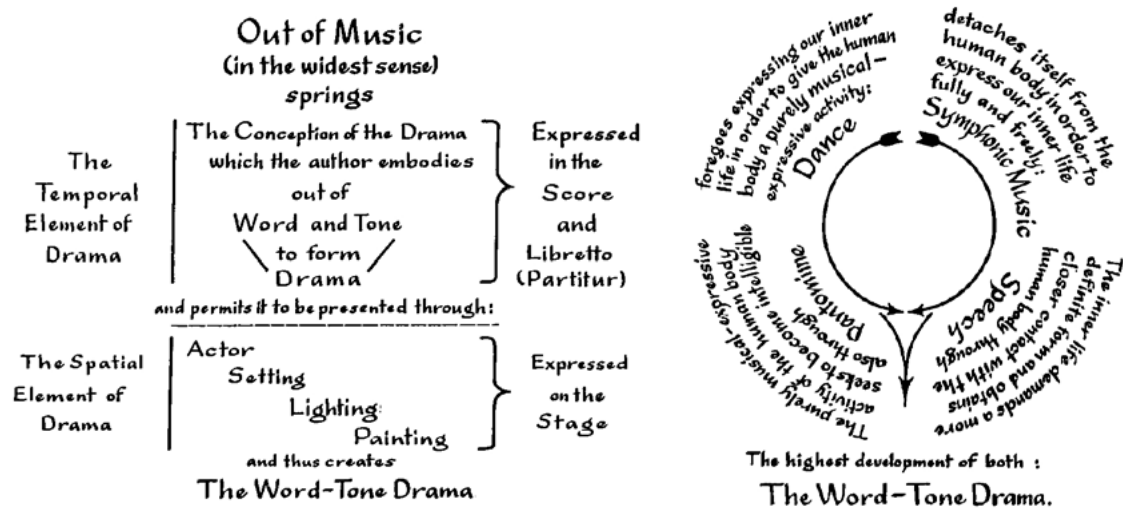 Out of Music
(in the widest sense)
springs
The
Temporal
Element of
Drama
The Conception of the Drama
which the author embodies
out of
Word and Tone
to form
Drama
Expressed
in the
Score
and
Libretto
(Partitur)
and permits it to be presented through:
The Spatial
Element of
Drama
Actor
Setting
Lighting:
Painting
Expressed
on the
Stage
and thus creates
The Word-Tone Drama
foregoes expressing our inner
life in order to give the human
body a purely musical-
expressive activity:
Dance
detaches itself from the
human body in order to
express our inner life
fully and freely:
Symphonic Music
The purely musical-expressive
activity of the human body
seeks to become intelligible
also through
Pantomime
The inner life demands a more
definite form and obtains
closer contact with the
human body through
Speech
The highest development of both :
The Word-Tone Drama.